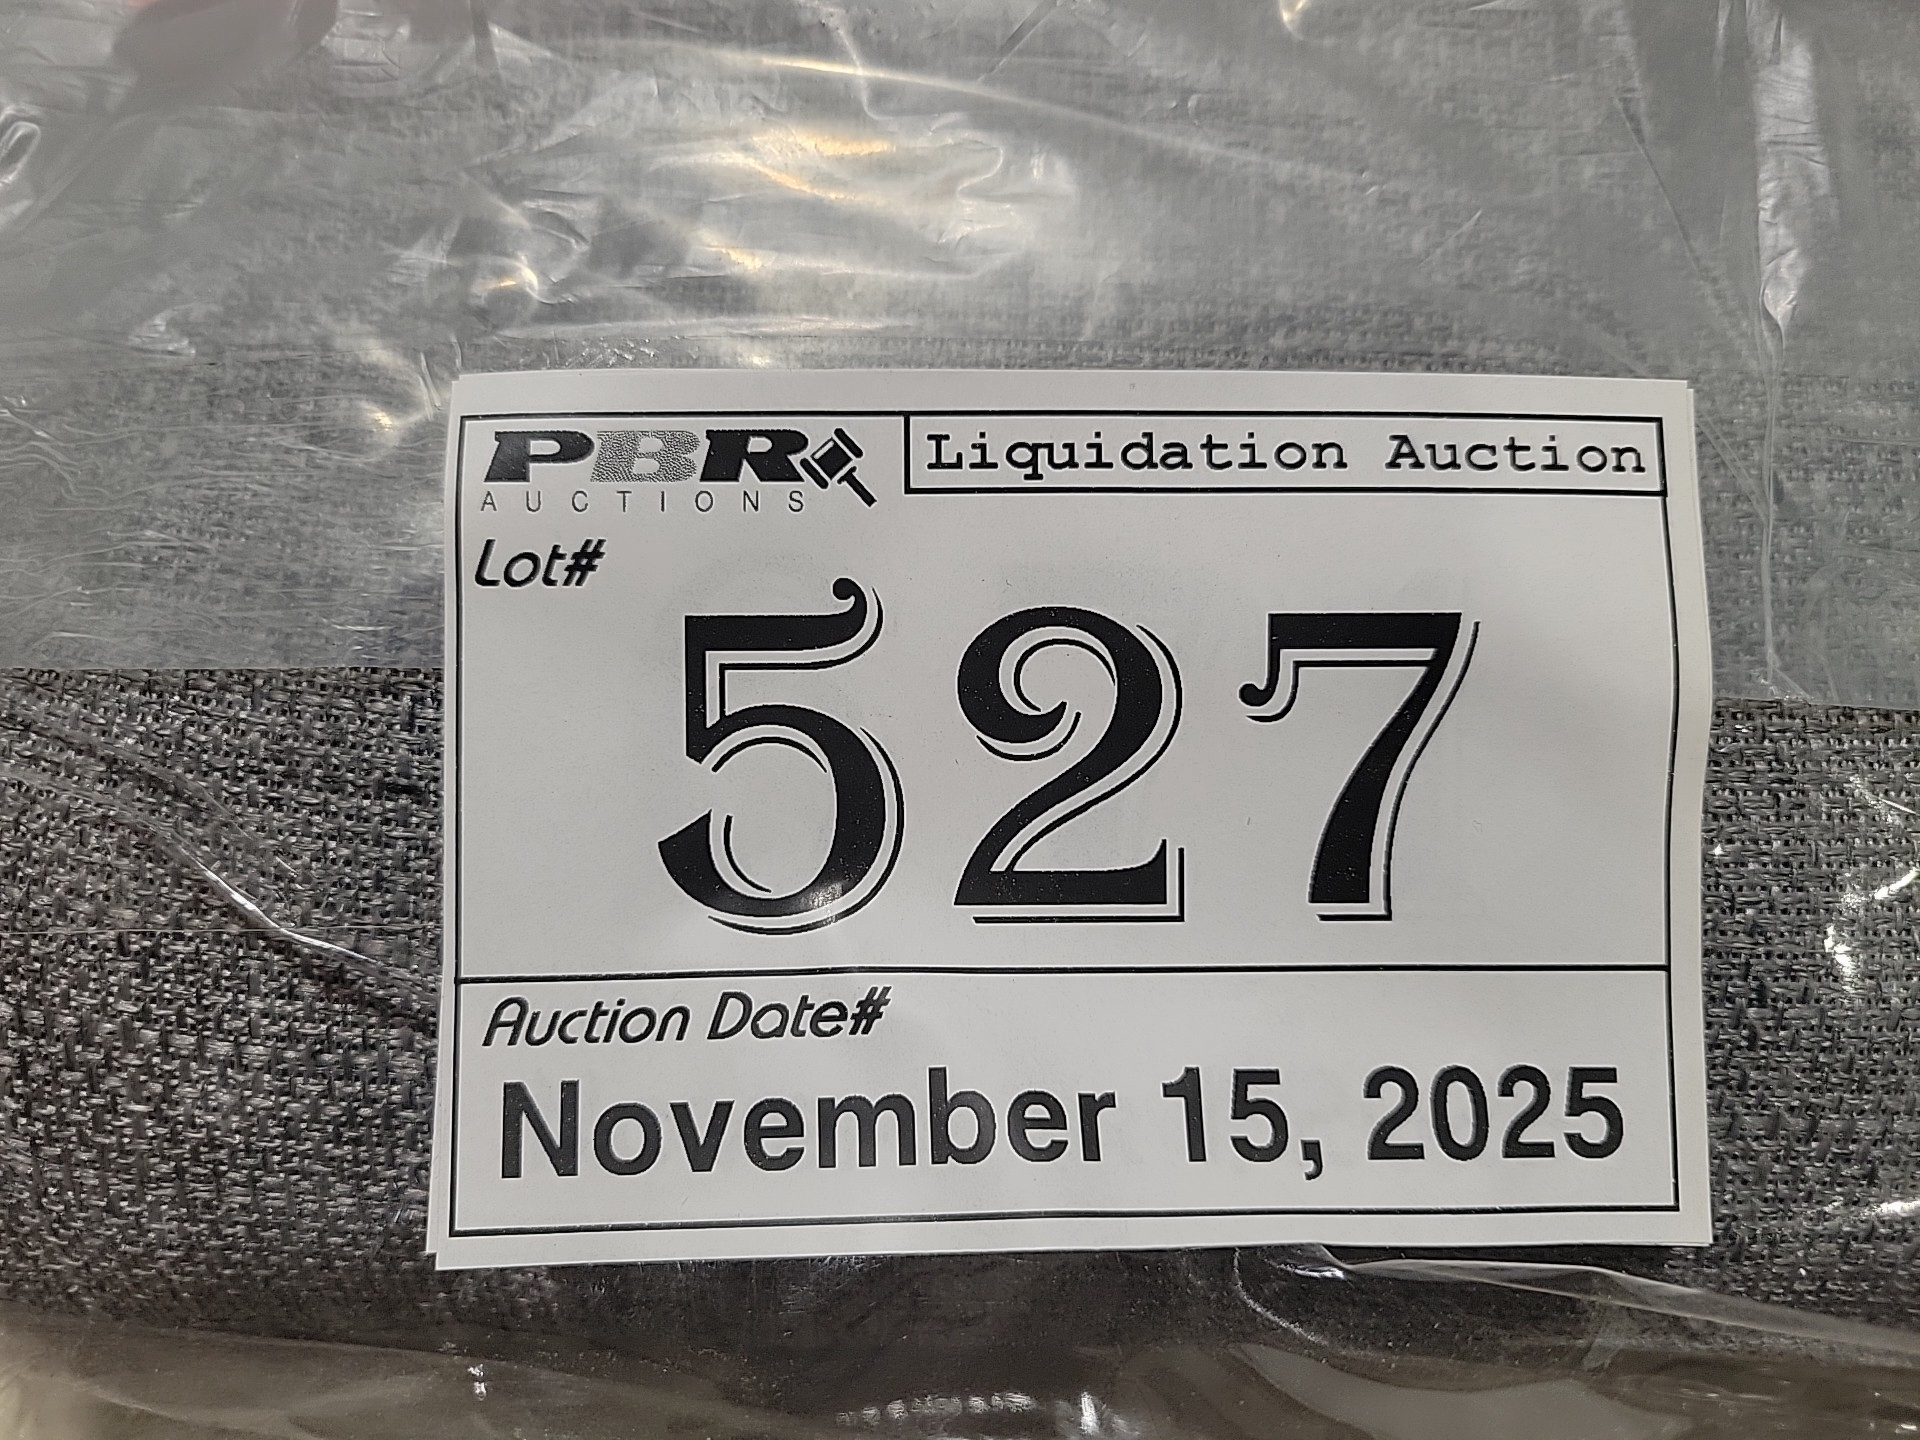 PBR
AUCTIONS
Liquidation Auction
Lot#
527
Auction Date#
November 15, 2025